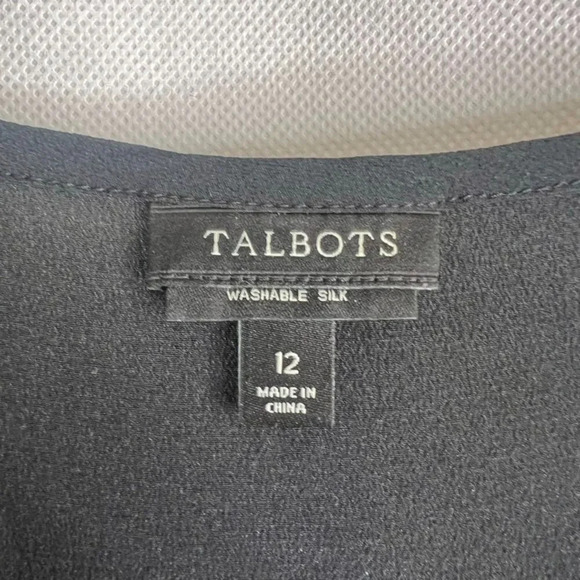 TALBOTS
WASHABLE SILK
12
MADE IN
CHINA